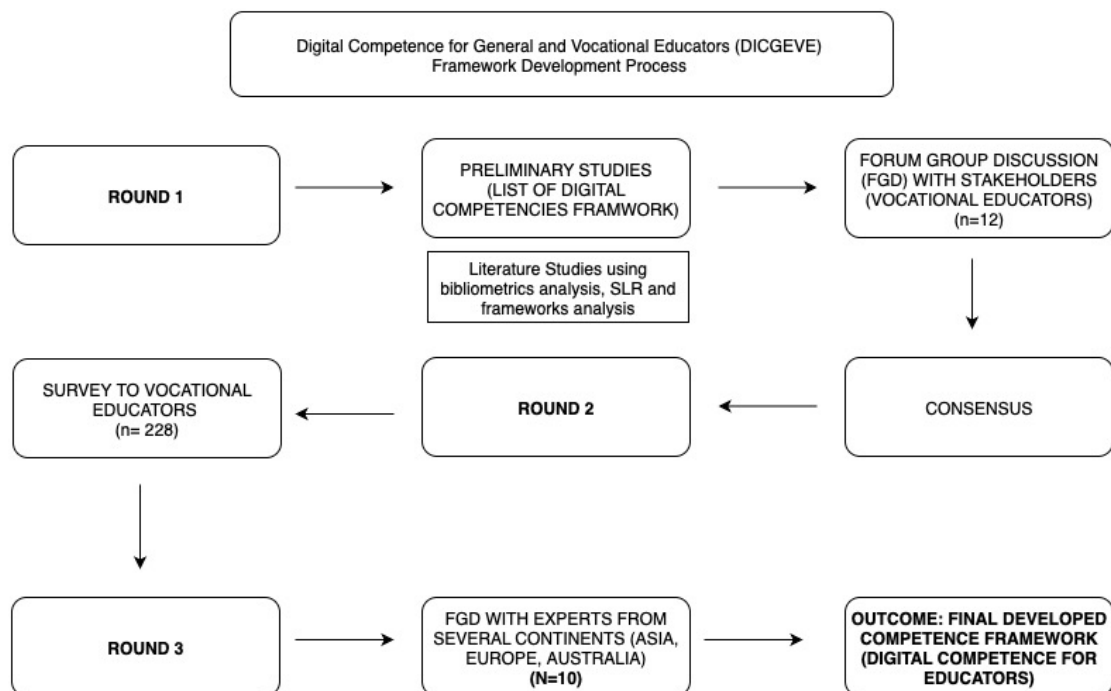 Digital Competence for General and Vocational Educators (DICGEVE)
Framework Development Process
ROUND 1
PRELIMINARY STUDIES
(LIST OF DIGITAL
COMPETENCIES FRAMWORK)
FORUM GROUP DISCUSSION
(FGD) WITH STAKEHOLDERS
(VOCATIONAL EDUCATORS)
(n=12)
Literature Studies using
bibliometrics analysis, SLR and
frameworks analysis
CONSENSUS
ROUND 2
SURVEY TO VOCATIONAL
EDUCATORS
(n= 228)
ROUND 3
FGD WITH EXPERTS FROM
SEVERAL CONTINENTS (ASIA,
EUROPE, AUSTRALIA)
(N=10)
OUTCOME: FINAL DEVELOPED
COMPETENCE FRAMEWORK
(DIGITAL COMPETENCE FOR
EDUCATORS)